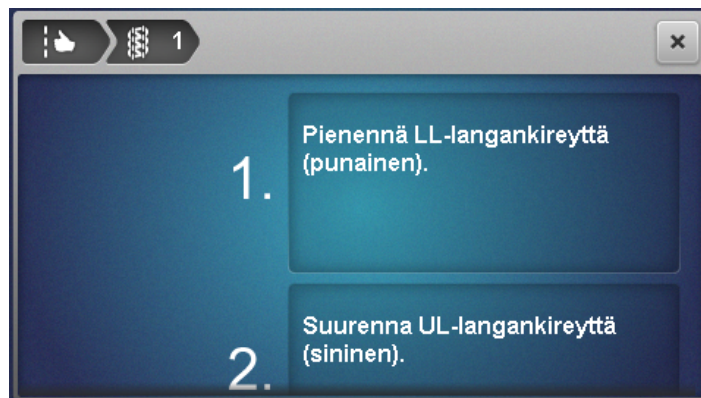 1
1.
Pienennä LL-langankireyttä
(punainen).
2.
Suurenna UL-langankireyttä
(sininen).